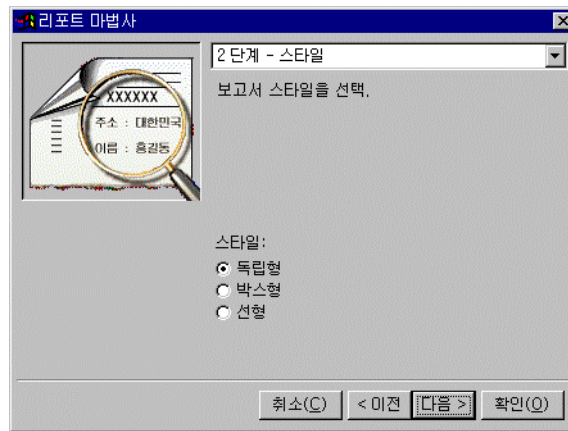 리포트 마법사
2 단계 - 스타일
보고서 스타일을 선택.
XXXXXX
주소 : 대한민국
이름 : 홍길동
스타일:
독립형
박스형
선형
취소(C) < 이전 다음 > 확인(O)